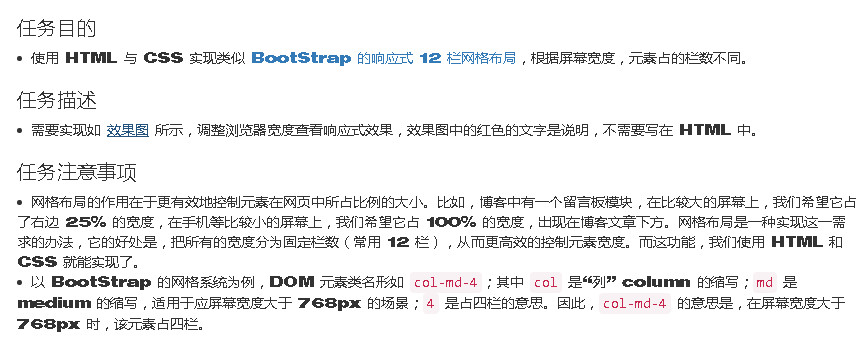 任务目的
• 使用 HTML 与 CSS 实现类似 BootStrap 的响应式 12 栏网格布局，根据屏幕宽度，元素占的栏数不同。
任务描述
• 需要实现如 效果图 所示，调整浏览器宽度查看响应式效果，效果图中的红色的文字是说明，不需要写在 HTML 中。
任务注意事项
• 网格布局的作用在于更有效地控制元素在网页中所占比例的大小。比如，博客中有一个留言板模块，在比较大的屏幕上，我们希望它占
了右边 25% 的宽度，在手机等比较小的屏幕上，我们希望它占 100% 的宽度，出现在博客文章下方。网格布局是一种实现这一需
求的办法，它的好处是，把所有的宽度分为固定栏数（常用 12 栏），从而更高效的控制元素宽度。而这功能，我们使用 HTML 和
CSS 就能实现了。
• 以 BootStrap 的网格系统为例，DOM 元素类名形如 col-md-4；其中 col 是“列” column 的缩写；md 是
medium 的缩写，适用于应屏幕宽度大于 768px 的场景；4 是占四栏的意思。因此，col-md-4 的意思是，在屏幕宽度大于
768px 时，该元素占四栏。